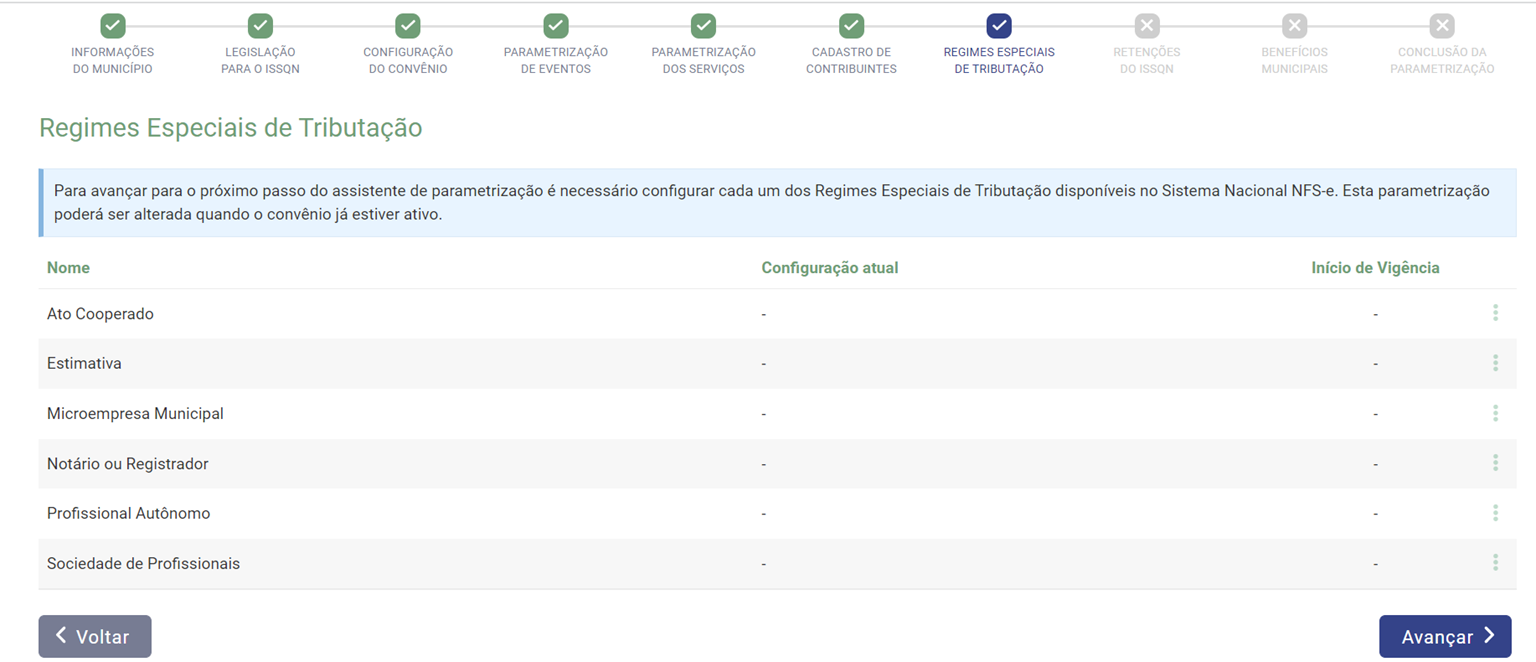 INFORMAÇÕES
DO MUNICÍPIO
LEGISLAÇÃO
PARA O ISSQN
CONFIGURAÇÃO
DO CONVÊNIO
PARAMETRIZAÇÃO
DE EVENTOS
PARAMETRIZAÇÃO
DOS SERVIÇOS
CADASTRO DE
CONTRIBUINTES
REGIMES ESPECIAIS
DE TRIBUTAÇÃO
RETENÇÕES
DO ISSQN
BENEFÍCIOS
MUNICIPAIS
CONCLUSÃO DA
PARAMETRIZAÇÃO
Regimes Especiais de Tributação
Para avançar para o próximo passo do assistente de parametrização é necessário configurar cada um dos Regimes Especiais de Tributação disponíveis no Sistema Nacional NFS-e. Esta parametrização
poderá ser alterada quando o convênio já estiver ativo.
Nome Configuração atual Início de Vigência
Ato Cooperado - -
Estimativa - -
Microempresa Municipal - -
Notário ou Registrador - -
Profissional Autônomo - -
Sociedade de Profissionais - -
Voltar
Avançar